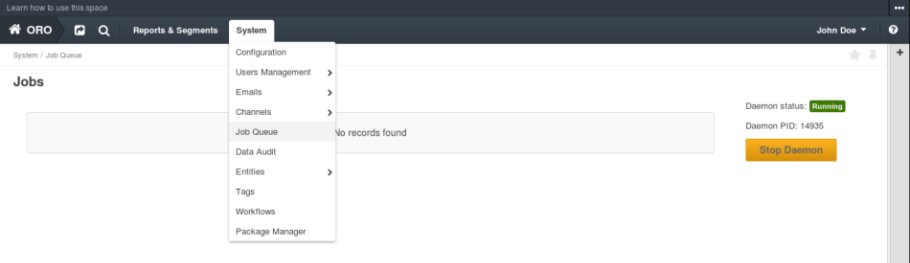 Learn how to use this space
ORO Reports & Segments System John Doe
System / Job Queue
Jobs
Configuration
Users Management
Emails
Channels
Job Queue
Data Audit
Entities
Tags
Workflows
Package Manager
No records found
Daemon status: Running
Daemon PID: 14935
Stop Daemon